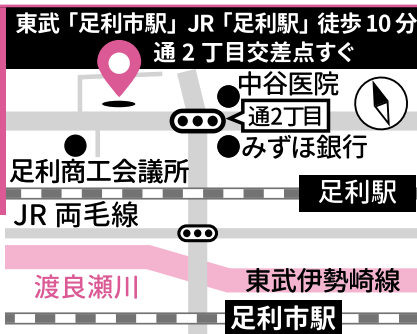 東武「足利市駅」JR「足利駅」徒歩10分
通2丁目交差点すぐ
中谷医院
通2丁目
みずほ銀行
足利商工会議所
足利駅
JR 両毛線
渡良瀬川
東武伊勢崎線
足利市駅